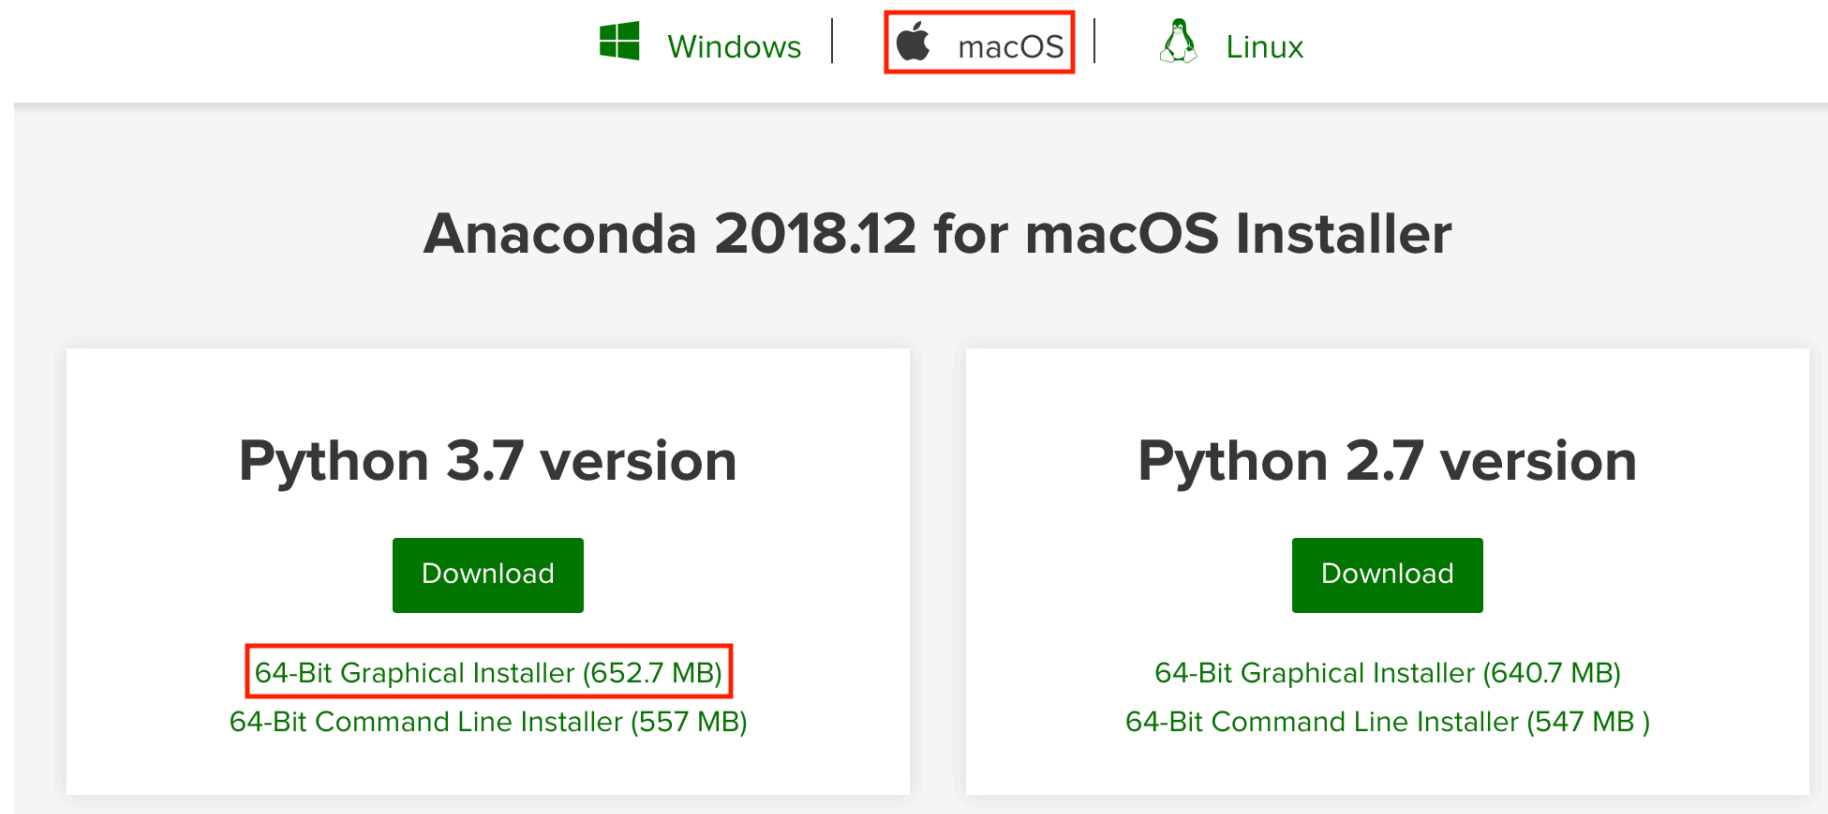 Windows | macOS | Linux
Anaconda 2018.12 for macOS Installer
Python 3.7 version
Download
64-Bit Graphical Installer (652.7 MB)
64-Bit Command Line Installer (557 MB)
Python 2.7 version
Download
64-Bit Graphical Installer (640.7 MB)
64-Bit Command Line Installer (547 MB )